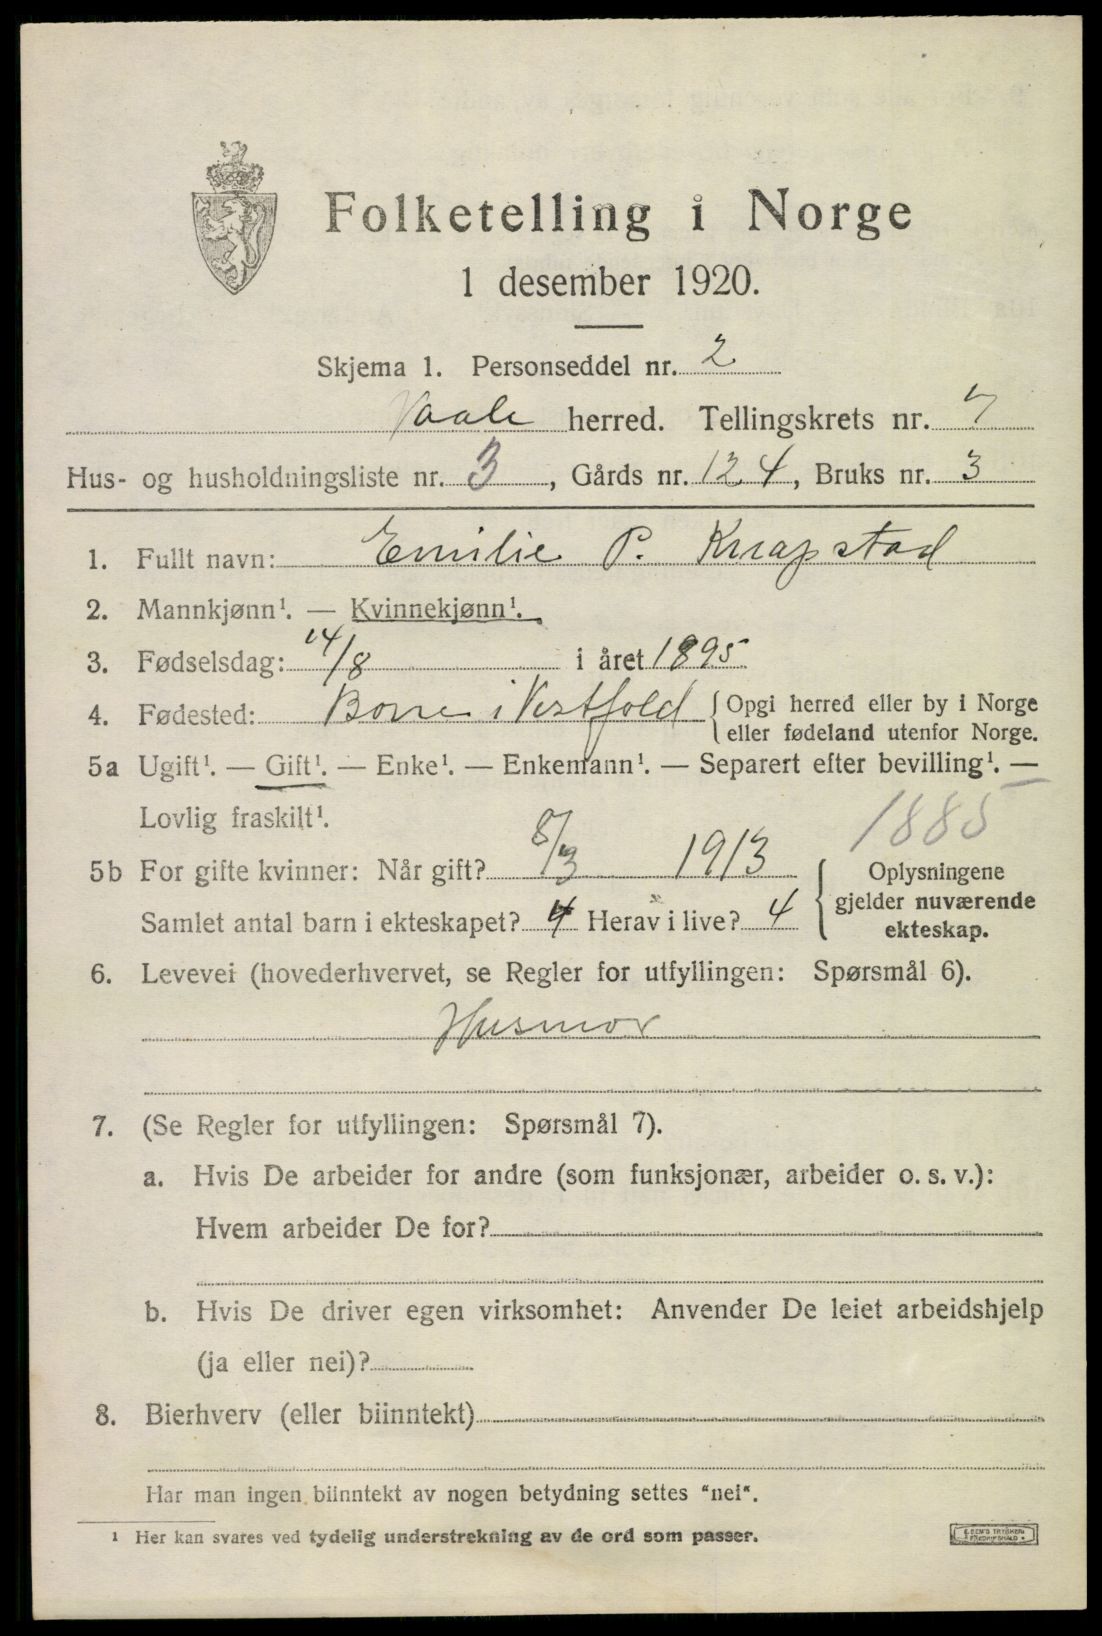 Folketelling i Norge
1 desember 1920.
Skjema 1. Personseddel nr. 2
Vaale herred. Tellingskrets nr. 7
Hus- og husholdningsliste nr. 3, Gårds nr. 124, Bruks nr. 3
1. Fullt navn: Emilie P. Knapstad
2. Mannkjønn¹. — Kvinnekjønn¹.
3. Fødselsdag: 14/8 i året 1895
4. Fødested: Borre i Vestfold { Opgi herred eller by i Norge
eller fødeland utenfor Norge.
5a Ugift¹. — Gift¹. — Enke¹. — Enkemann¹. — Separert efter bevilling¹. —
Lovlig fraskilt¹. 1885
5b For gifte kvinner: Når gift? 8/3 1913 { Oplysningene
gjelder nuværende
ekteskap.
Samlet antal barn i ekteskapet? 4 Herav i live? 4
6. Levevei (hovederhvervet, se Regler for utfyllingen: Spørsmål 6).
Husmor
7. (Se Regler for utfyllingen: Spørsmål 7).
a. Hvis De arbeider for andre (som funksjonær, arbeider o. s. v.):
Hvem arbeider De for?
b. Hvis De driver egen virksomhet: Anvender De leiet arbeidshjelp
(ja eller nei)?
8. Bierhverv (eller biinntekt)
Har man ingen biinntekt av nogen betydning settes "nei".
¹ Her kan svares ved tydelig understrekning av de ord som passer.